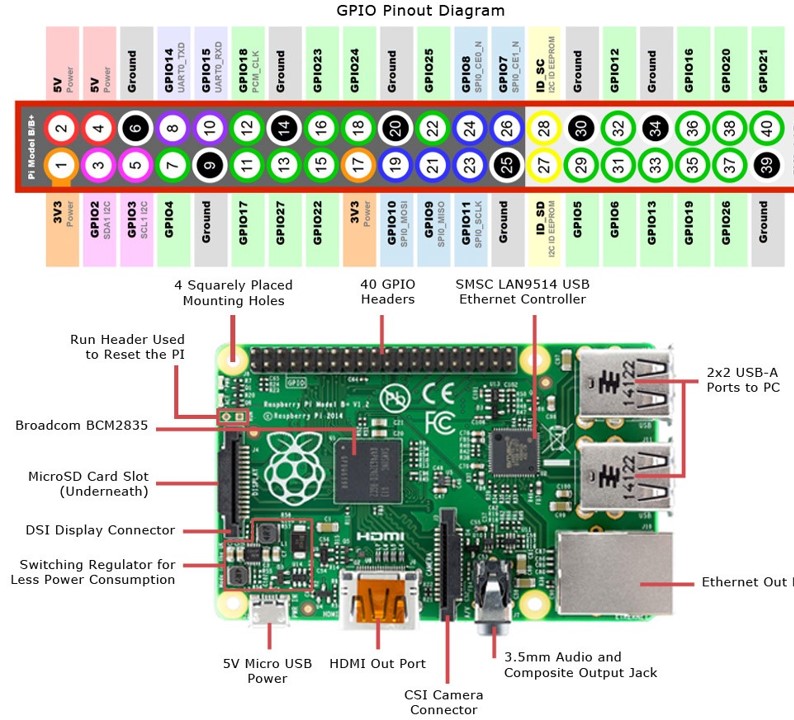 GPIO Pinout Diagram
5V Power
5V Power
Ground
GPIO14 UART0_TXD
GPIO15 UART0_RXD
GPIO18 PCM_CLK
Ground
GPIO23
GPIO24
Ground
GPIO25
GPIO8 SPI0_CE0_N
GPIO7 SPI0_CE1_N
ID_SC I2C ID EEPROM
Ground
GPIO12
Ground
GPIO16
GPIO20
GPIO21
Pi Model B/B+
2 4 6 8 10 12 14 16 18 20 22 24 26 28 30 32 34 36 38 40
1 3 5 7 9 11 13 15 17 19 21 23 25 27 29 31 33 35 37 39
3V3 Power
GPIO2 SDA1 I2C
GPIO3 SCL1 I2C
GPIO4
Ground
GPIO17
GPIO27
GPIO22
3V3 Power
GPIO10 SPI0_MOSI
GPIO9 SPI0_MISO
GPIO11 SPI0_SCLK
Ground
ID_SD I2C ID EEPROM
GPIO5
GPIO6
GPIO13
GPIO19
GPIO26
Ground
4 Squarely Placed
Mounting Holes
40 GPIO
Headers
SMSC LAN9514 USB
Ethernet Controller
Run Header Used
to Reset the PI
2x2 USB-A
Ports to PC
Broadcom BCM2835
MicroSD Card Slot
(Underneath)
DSI Display Connector
Switching Regulator for
Less Power Consumption
Ethernet Out
5V Micro USB
Power
HDMI Out Port
CSI Camera
Connector
3.5mm Audio and
Composite Output Jack
GPIO
Raspberry Pi Model B+ V1.2
© Raspberry Pi 2014
Pb
CE
FC
14122
14122
DISPLAY
HDMI
CAMERA
USB
USB